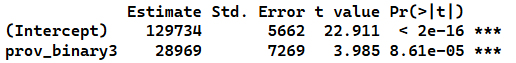 Estimate Std. Error t value Pr(>|t|)
(Intercept) 129734 5662 22.911 < 2e-16 ***
prov_binary3 28969 7269 3.985 8.61e-05 ***